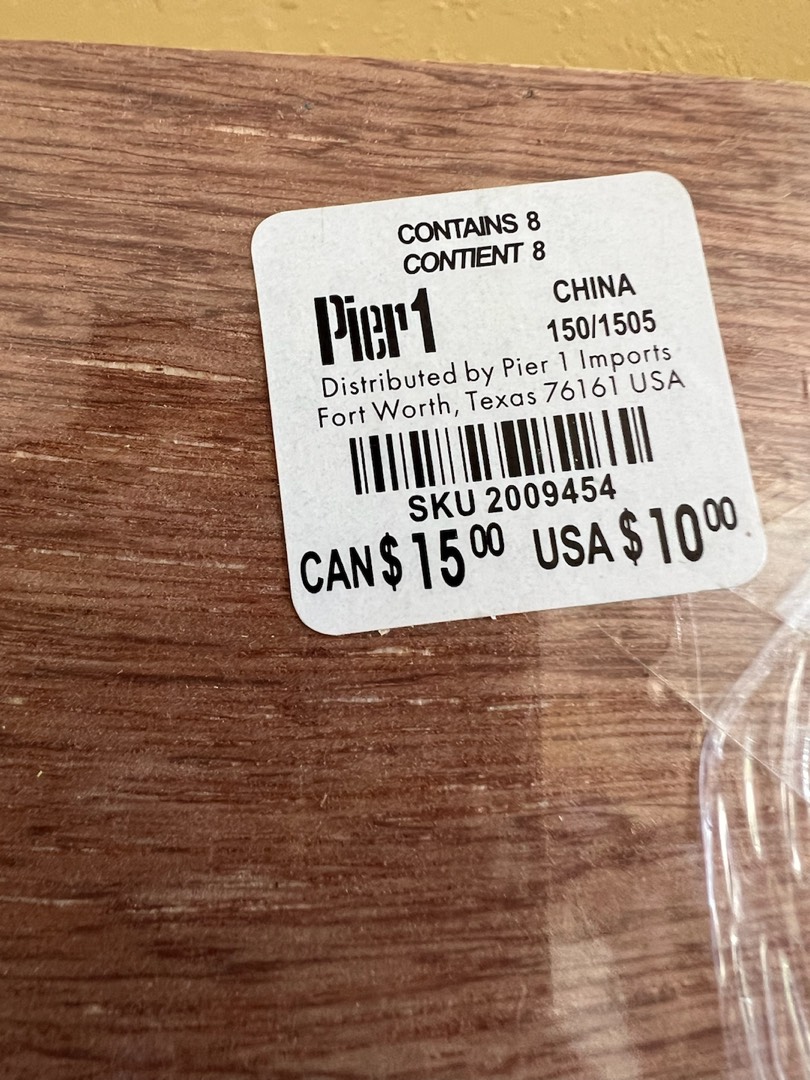 CONTAINS 8
CONTIENT 8
Pier1
CHINA
150/1505
Distributed by Pier 1 Imports
Fort Worth, Texas 76161 USA
SKU 2009454
CAN$ 15 00 USA $10 00